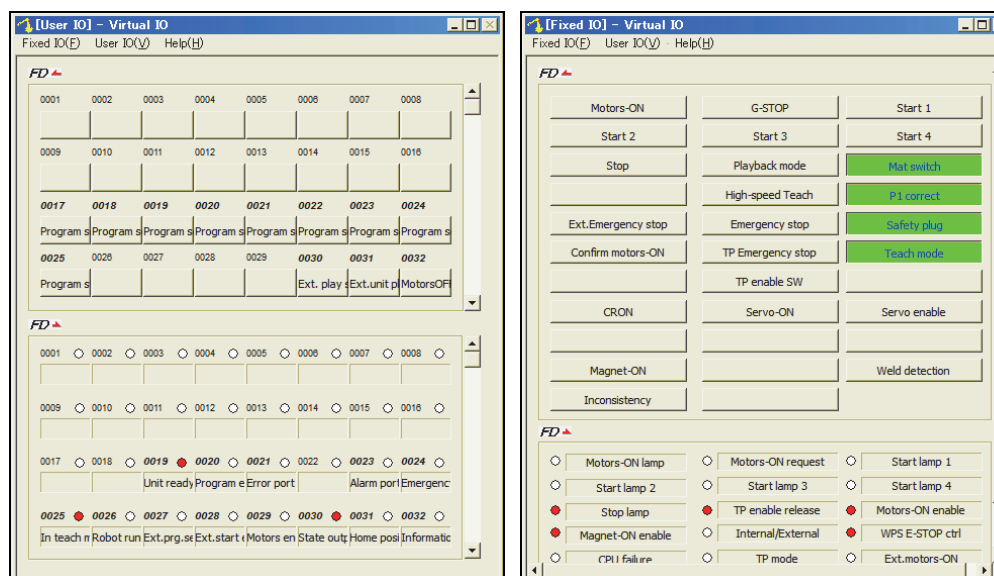 [User IO] - Virtual IO
Fixed IO(F) User IO(V) Help(H)
FD
0001 0002 0003 0004 0005 0006 0007 0008
0009 0010 0011 0012 0013 0014 0015 0016
0017 0018 0019 0020 0021 0022 0023 0024
Program s Program s Program s Program s Program s Program s Program s Program s
0025 0026 0027 0028 0029 0030 0031 0032
Program s Ext. play s Ext.unit pl MotorsOFF
FD
0001 0002 0003 0004 0005 0006 0007 0008
0009 0010 0011 0012 0013 0014 0015 0016
0017 0018 0019 0020 0021 0022 0023 0024
Unit ready Program e Error port Alarm port Emergenc
0025 0026 0027 0028 0029 0030 0031 0032
In teach m Robot run Ext.prg.se Ext.start e Motors en State outp Home posi Informatic
[Fixed IO] - Virtual IO
Fixed IO(F) User IO(V) Help(H)
FD
Motors-ON G-STOP Start 1
Start 2 Start 3 Start 4
Stop Playback mode Mat switch
High-speed Teach P1 correct
Ext.Emergency stop Emergency stop Safety plug
Confirm motors-ON TP Emergency stop Teach mode
TP enable SW
CRON Servo-ON Servo enable
Magnet-ON Weld detection
Inconsistency
FD
Motors-ON lamp Motors-ON request Start lamp 1
Start lamp 2 Start lamp 3 Start lamp 4
Stop lamp TP enable release Motors-ON enable
Magnet-ON enable Internal/External WPS E-STOP ctrl
CPU failure TP mode Ext.motors-ON